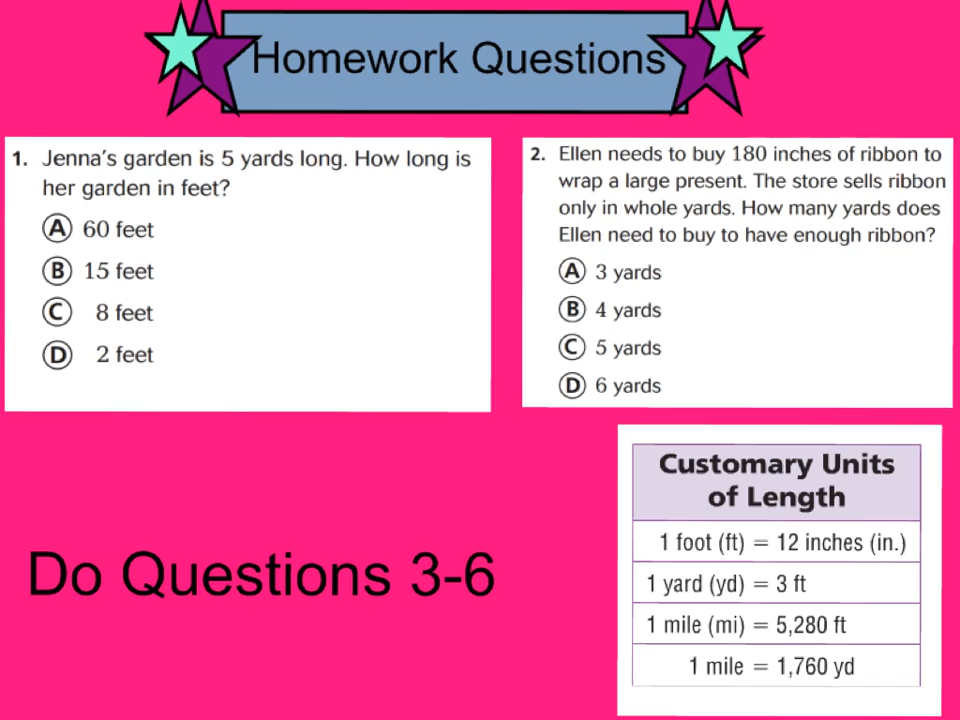 Homework Questions
1. Jenna's garden is 5 yards long. How long is
her garden in feet?
A 60 feet
B 15 feet
C 8 feet
D 2 feet
2. Ellen needs to buy 180 inches of ribbon to
wrap a large present. The store sells ribbon
only in whole yards. How many yards does
Ellen need to buy to have enough ribbon?
A 3 yards
B 4 yards
C 5 yards
D 6 yards
Do Questions 3-6
Customary Units
of Length
1 foot (ft) = 12 inches (in.)
1 yard (yd) = 3 ft
1 mile (mi) = 5,280 ft
1 mile = 1,760 yd